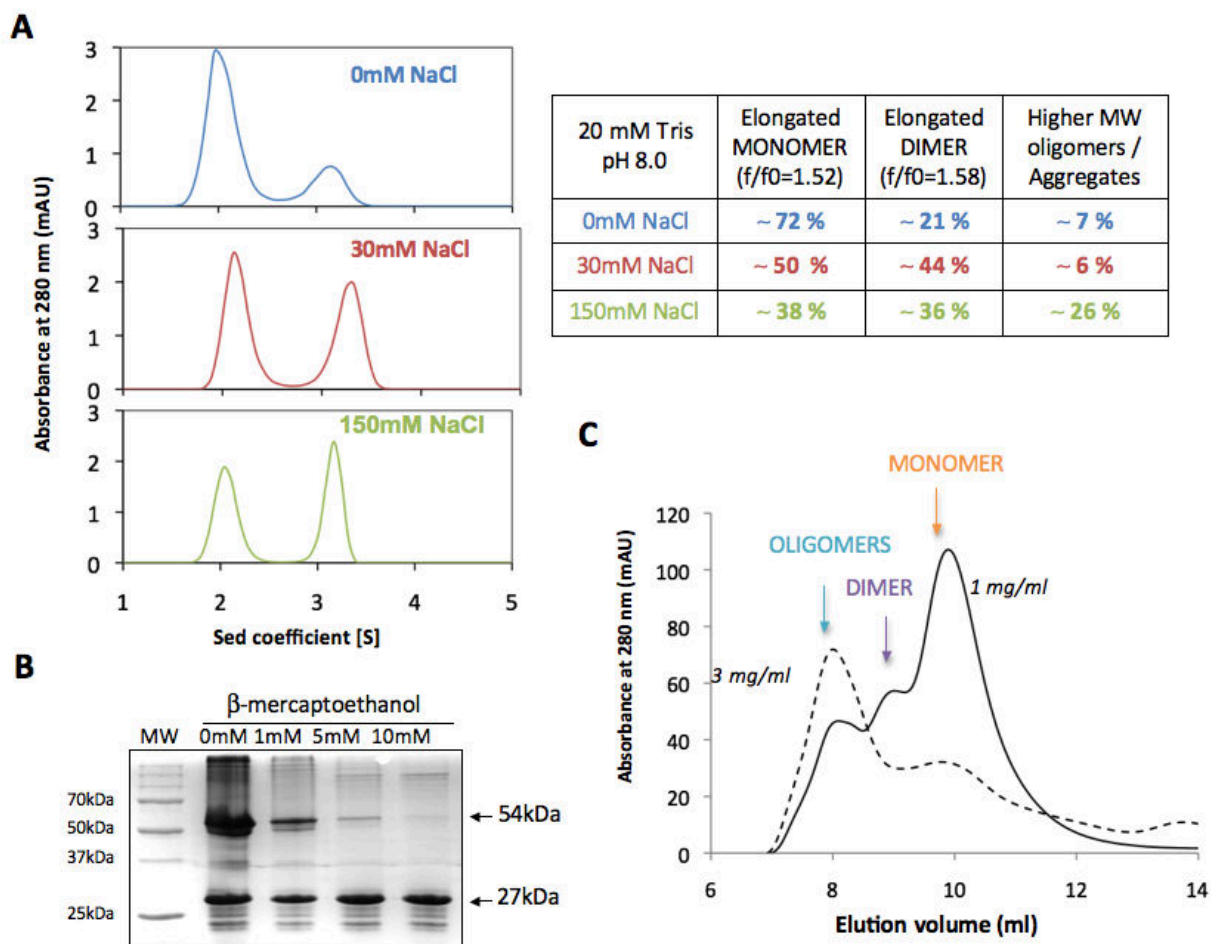 A
3
2
1
0
0mM NaCl
3
2
1
0
30mM NaCl
3
2
1
0
150mM NaCl
1 2 3 4 5
Sed coefficient [S]
Absorbance at 280 nm (mAU)
20 mM Tris
pH 8.0
Elongated
MONOMER
(f/f0=1.52)
Elongated
DIMER
(f/f0=1.58)
Higher MW
oligomers /
Aggregates
0mM NaCl ~ 72 % ~ 21 % ~ 7 %
30mM NaCl ~ 50 % ~ 44 % ~ 6 %
150mM NaCl ~ 38 % ~ 36 % ~ 26 %
B
β-mercaptoethanol
MW 0mM 1mM 5mM 10mM
70kDa
50kDa
37kDa
25kDa
54kDa
27kDa
C
MONOMER
OLIGOMERS
DIMER
1 mg/ml
3 mg/ml
120
100
80
60
40
20
0
6 8 10 12 14
Elution volume (ml)
Absorbance at 280 nm (mAU)